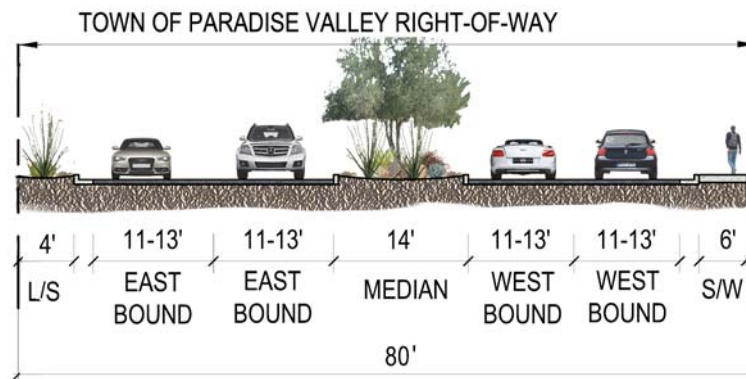 TOWN OF PARADISE VALLEY RIGHT-OF-WAY
4' 11-13' 11-13' 14' 11-13' 11-13' 6'
L/S EAST BOUND EAST BOUND MEDIAN WEST BOUND WEST BOUND S/W
80'